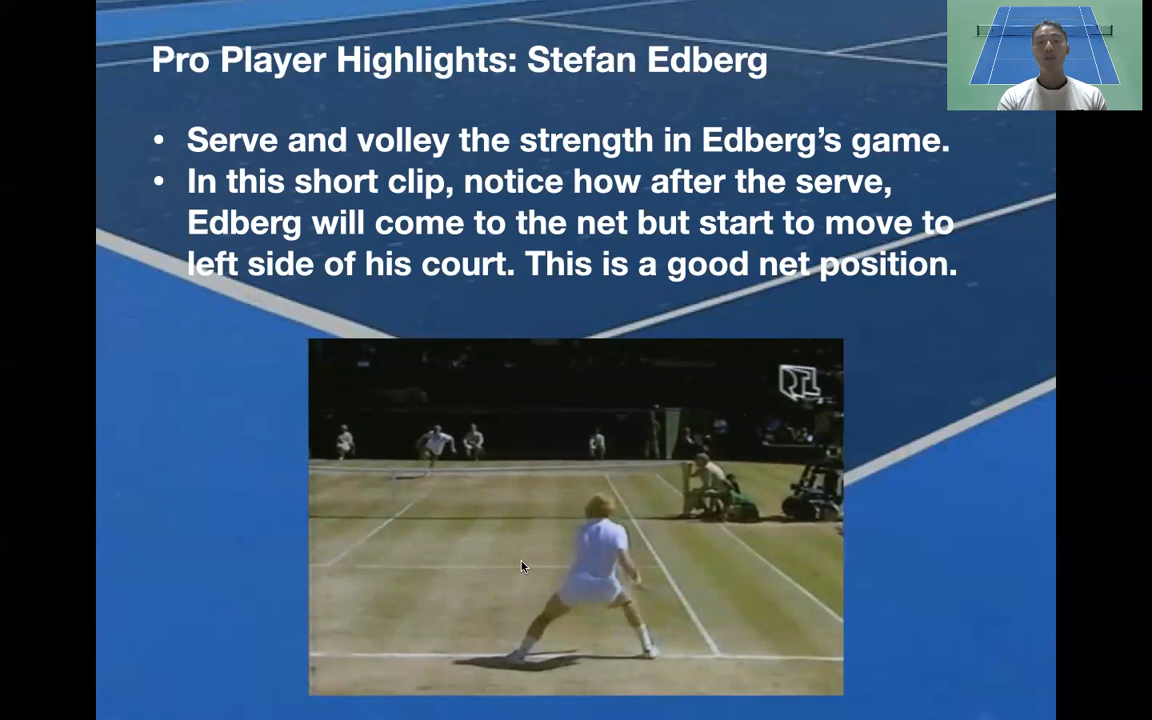 Pro Player Highlights: Stefan Edberg
• Serve and volley the strength in Edberg’s game.
• In this short clip, notice how after the serve,
Edberg will come to the net but start to move to
left side of his court. This is a good net position.
RTL